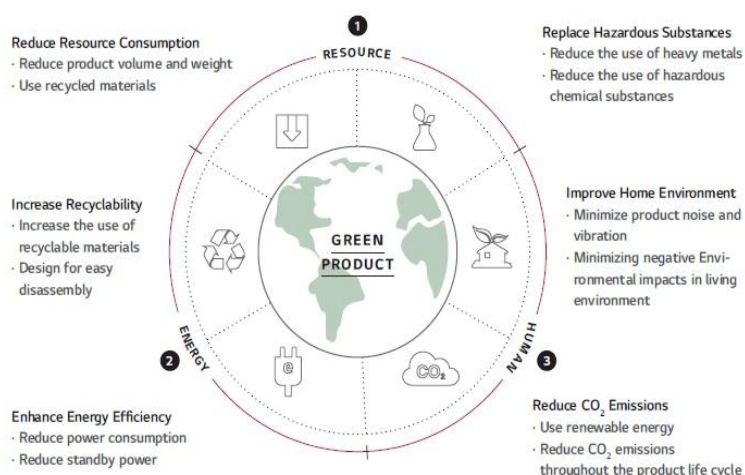 1
RESOURCE
Reduce Resource Consumption
· Reduce product volume and weight
· Use recycled materials
Replace Hazardous Substances
· Reduce the use of heavy metals
· Reduce the use of hazardous
chemical substances
Increase Recyclability
· Increase the use of
recyclable materials
· Design for easy
disassembly
GREEN
PRODUCT
Improve Home Environment
· Minimize product noise and
vibration
· Minimizing negative Envi-
ronmental impacts in living
environment
2
ENERGY
e
CO₂
HUMAN
3
Enhance Energy Efficiency
· Reduce power consumption
· Reduce standby power
Reduce CO₂ Emissions
· Use renewable energy
· Reduce CO₂ emissions
throughout the product life cycle